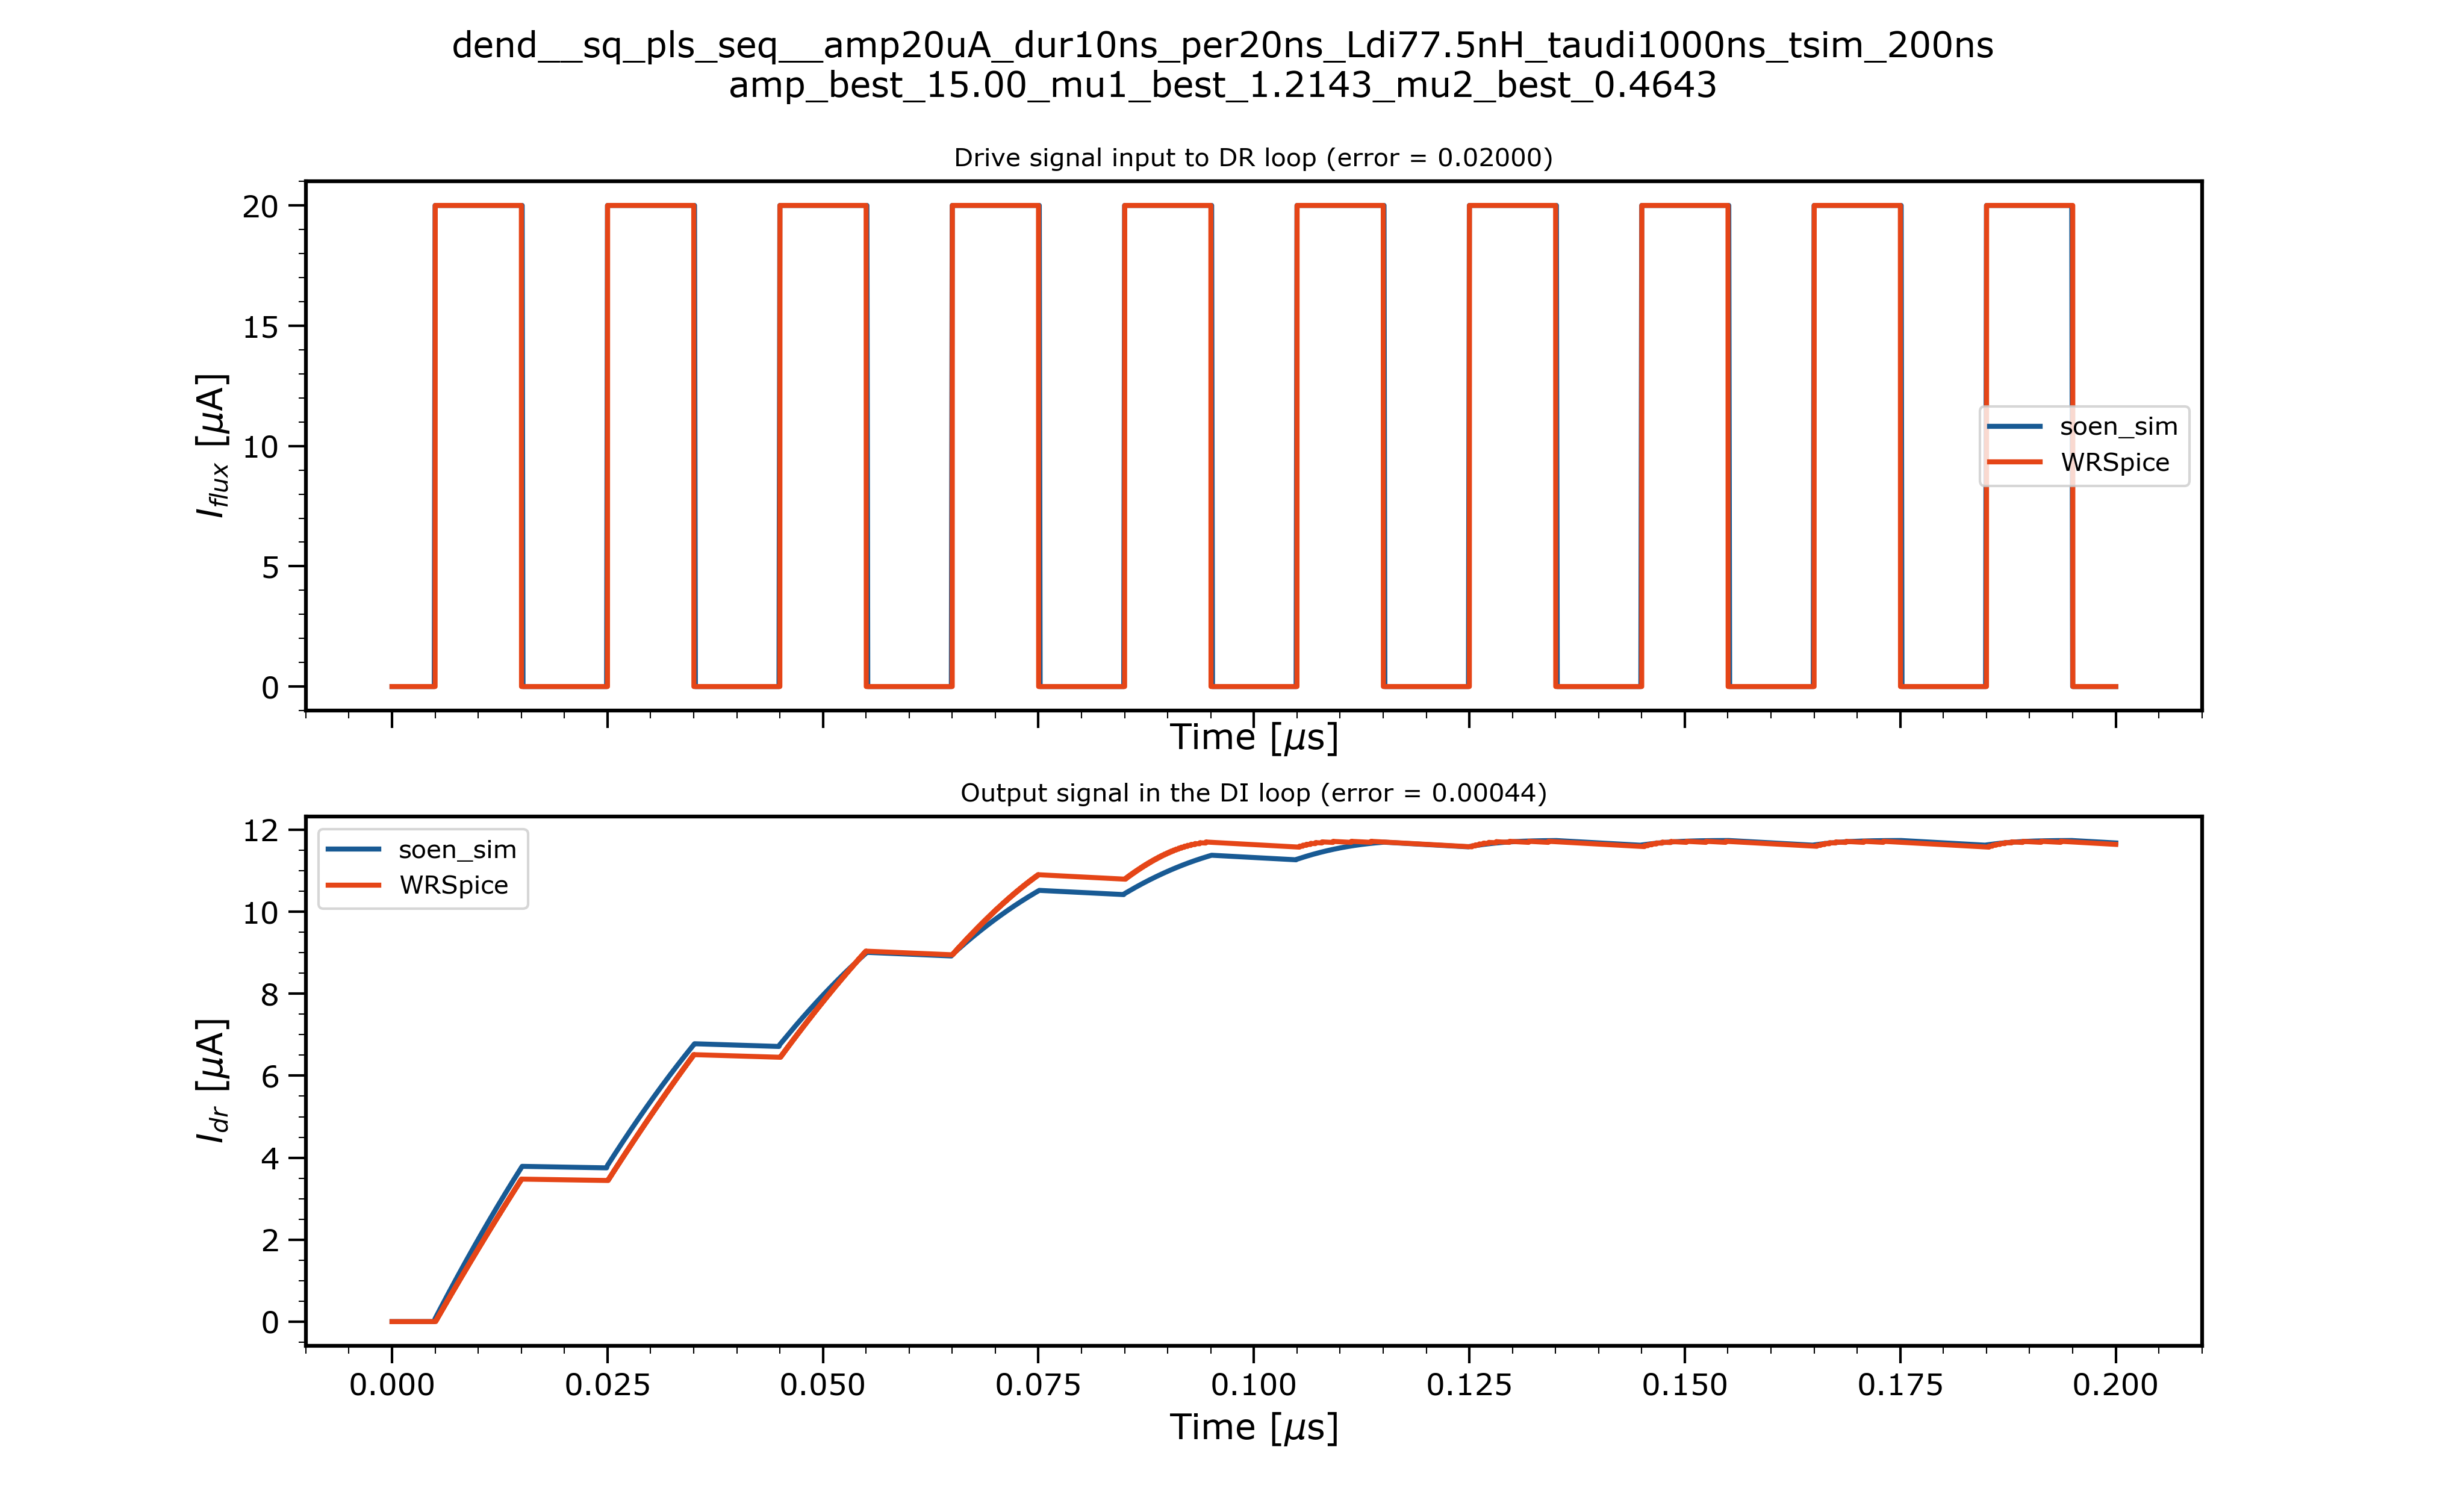 dend__sq_pls_seq__amp20uA_dur10ns_per20ns_Ldi77.5nH_taudi1000ns_tsim_200ns
amp_best_15.00_mu1_best_1.2143_mu2_best_0.4643
Drive signal input to DR loop (error = 0.02000)
20
15
10
5
0
I_flux [μA]
soen_sim
WRSpice
Time [μs]
Output signal in the DI loop (error = 0.00044)
12
10
8
6
4
2
0
I_dr [μA]
soen_sim
WRSpice
0.000 0.025 0.050 0.075 0.100 0.125 0.150 0.175 0.200
Time [μs]